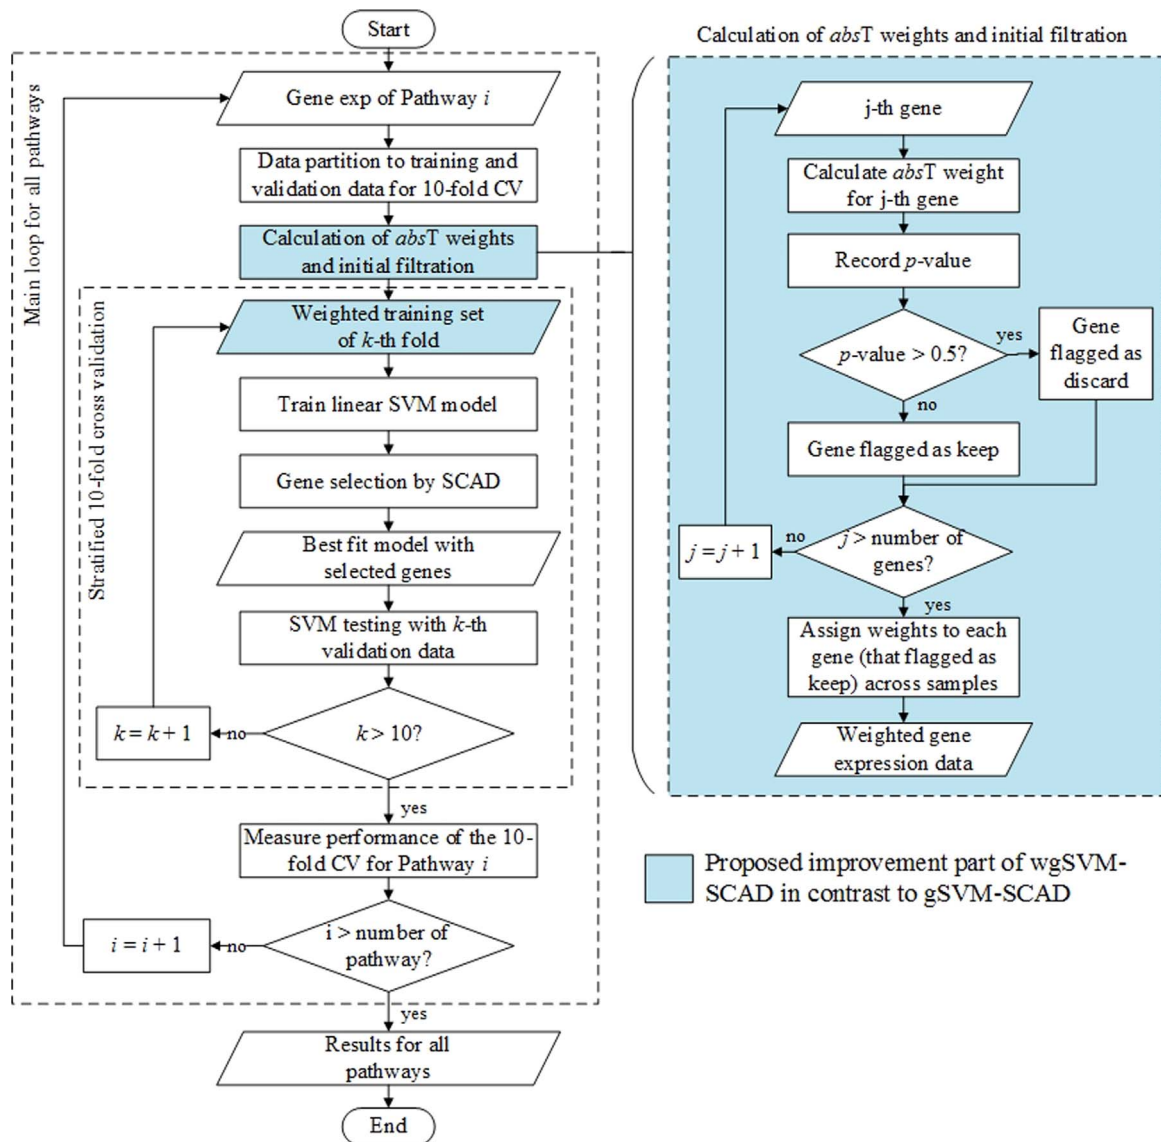 Start
Main loop for all pathways
Gene exp of Pathway i
Data partition to training and
validation data for 10-fold CV
Calculation of absT weights
and initial filtration
Stratified 10-fold cross validation
Weighted training set
of k-th fold
Train linear SVM model
Gene selection by SCAD
Best fit model with
selected genes
SVM testing with k-th
validation data
k > 10?
no
k = k + 1
yes
Measure performance of the 10-
fold CV for Pathway i
i > number of
pathway?
no
i = i + 1
yes
Results for all
pathways
End
Calculation of absT weights and initial filtration
j-th gene
Calculate absT weight
for j-th gene
Record p-value
p-value > 0.5?
yes
Gene
flagged as
discard
no
Gene flagged as keep
j > number of
genes?
no
j = j + 1
yes
Assign weights to each
gene (that flagged as
keep) across samples
Weighted gene
expression data
Proposed improvement part of wgSVM-
SCAD in contrast to gSVM-SCAD